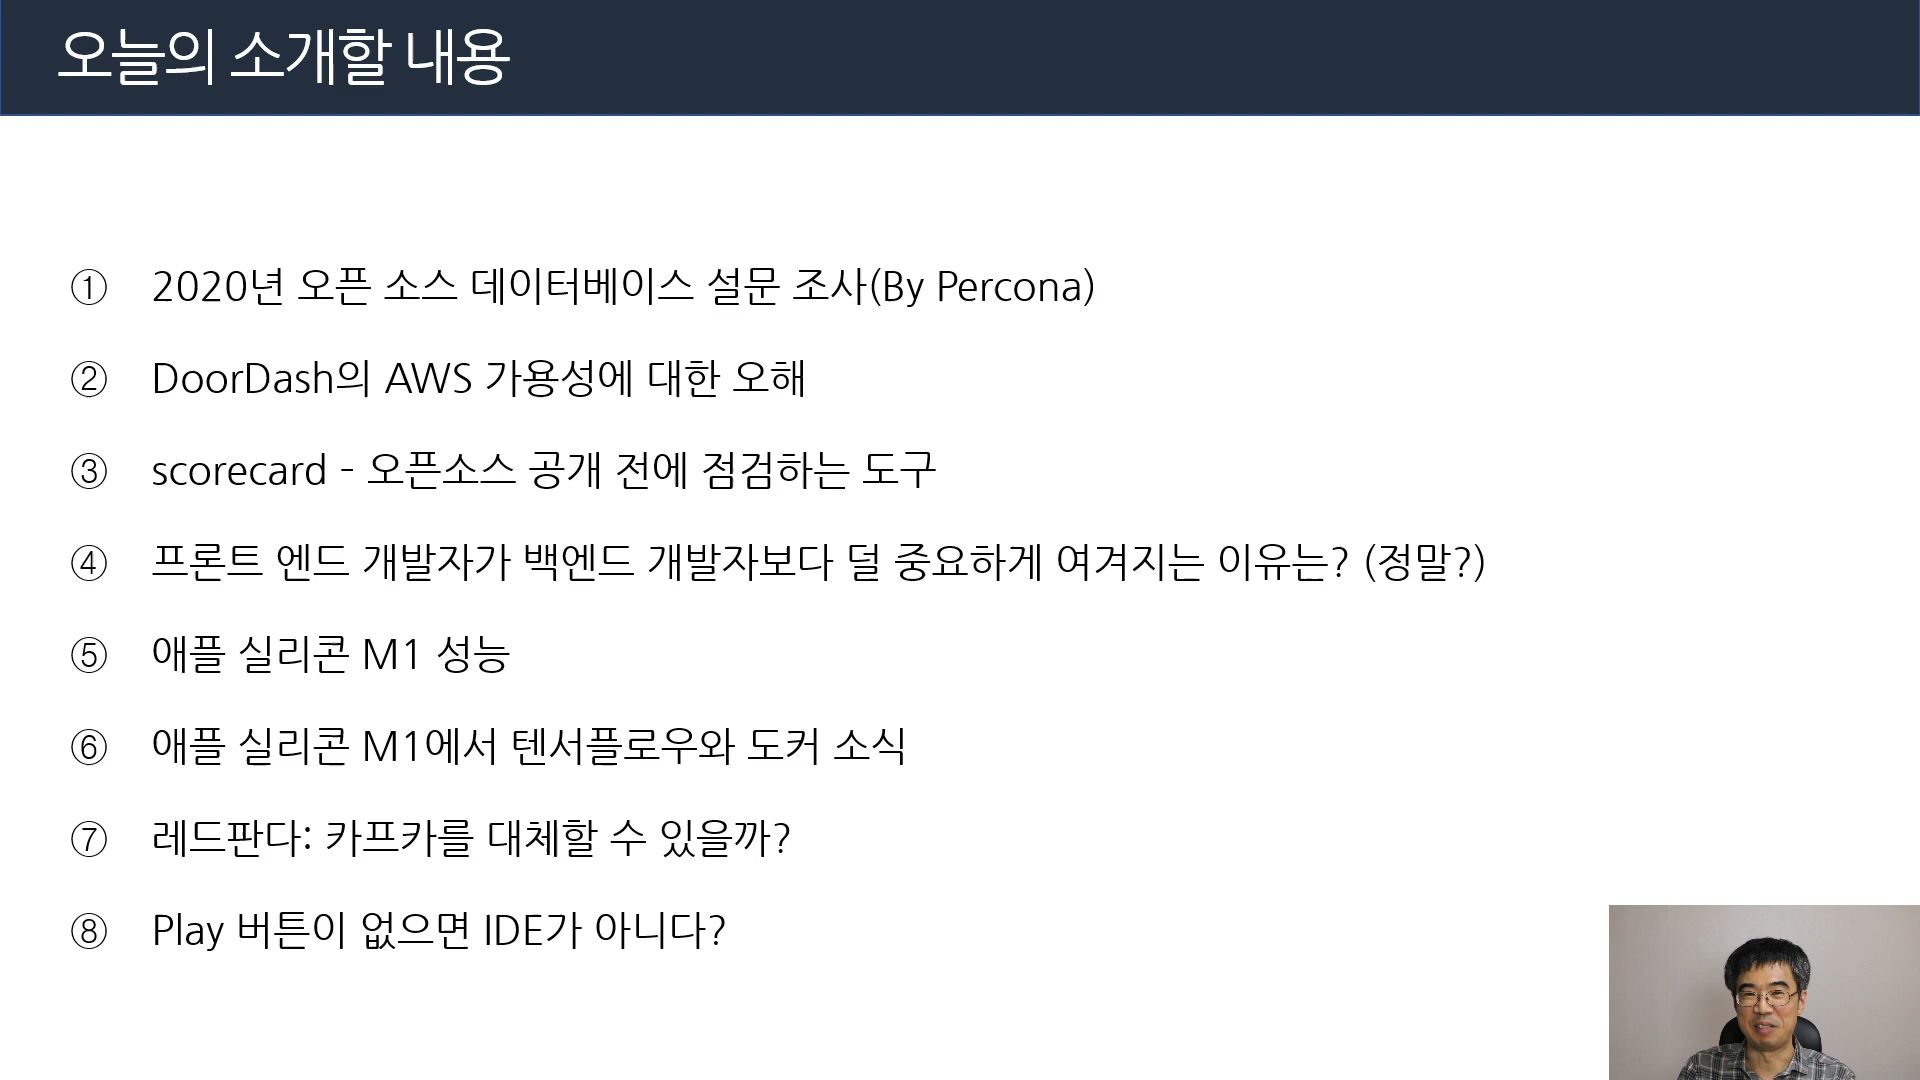 오늘의 소개할 내용
① 2020년 오픈 소스 데이터베이스 설문 조사(By Percona)
② DoorDash의 AWS 가용성에 대한 오해
③ scorecard - 오픈소스 공개 전에 점검하는 도구
④ 프론트 엔드 개발자가 백엔드 개발자보다 덜 중요하게 여겨지는 이유는? (정말?)
⑤ 애플 실리콘 M1 성능
⑥ 애플 실리콘 M1에서 텐서플로우와 도커 소식
⑦ 레드판다: 카프카를 대체할 수 있을까?
⑧ Play 버튼이 없으면 IDE가 아니다?